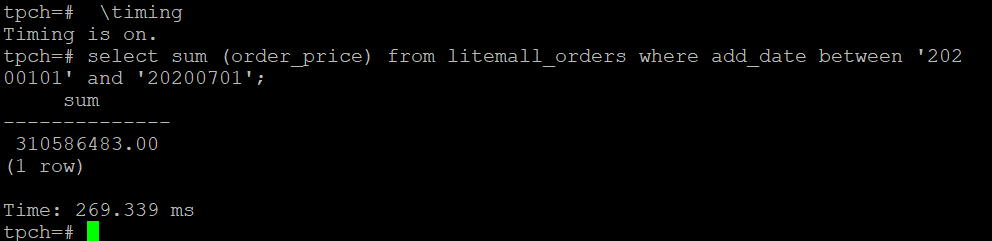 tpch=#  \timing
Timing is on.
tpch=# select sum (order_price) from litemall_orders where add_date between '202
00101' and '20200701';
     sum
--------------
 310586483.00
(1 row)

Time: 269.339 ms
tpch=#